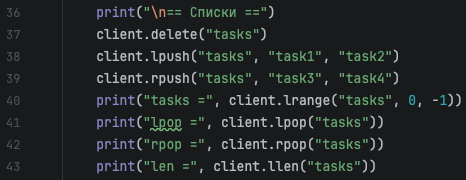 36 print("\n== Списки ==")
37 client.delete("tasks")
38 client.lpush("tasks", "task1", "task2")
39 client.rpush("tasks", "task3", "task4")
40 print("tasks =", client.lrange("tasks", 0, -1))
41 print("lpop =", client.lpop("tasks"))
42 print("rpop =", client.rpop("tasks"))
43 print("len =", client.llen("tasks"))